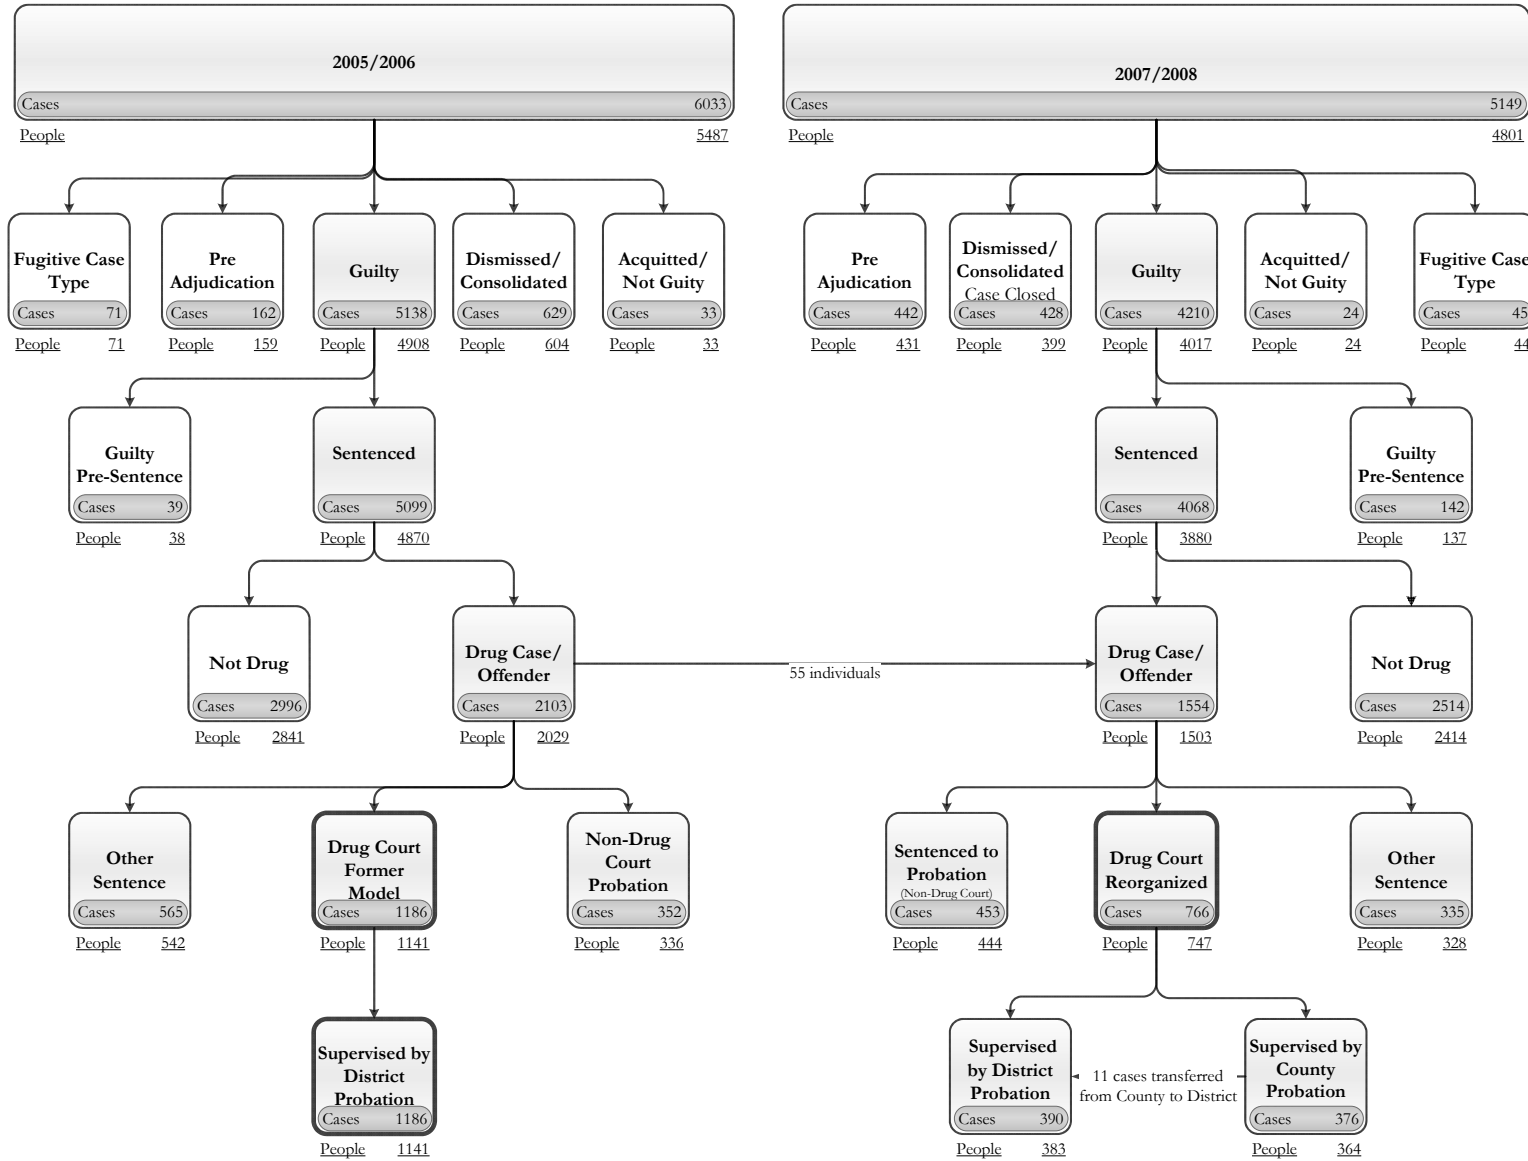 2005/2006
Cases 6033
People 5487
2007/2008
Cases 5149
People 4801
Fugitive Case
Type
Cases 71
People 71
Pre
Adjudication
Cases 162
People 159
Guilty
Cases 5138
People 4908
Dismissed/
Consolidated
Cases 629
People 604
Acquitted/
Not Guity
Cases 33
People 33
Pre
Ajudication
Cases 442
People 431
Dismissed/
Consolidated
Case Closed
Cases 428
People 399
Guilty
Cases 4210
People 4017
Acquitted/
Not Guity
Cases 24
People 24
Fugitive Case
Type
Cases 45
People 44
Guilty
Pre-Sentence
Cases 39
People 38
Sentenced
Cases 5099
People 4870
Sentenced
Cases 4068
People 3880
Guilty
Pre-Sentence
Cases 142
People 137
Not Drug
Cases 2996
People 2841
Drug Case/
Offender
Cases 2103
People 2029
55 individuals
Drug Case/
Offender
Cases 1554
People 1503
Not Drug
Cases 2514
People 2414
Other
Sentence
Cases 565
People 542
Drug Court
Former
Model
Cases 1186
People 1141
Non-Drug
Court
Probation
Cases 352
People 336
Sentenced to
Probation
(Non-Drug Court)
Cases 453
People 444
Drug Court
Reorganized
Cases 766
People 747
Other
Sentence
Cases 335
People 328
Supervised by
District
Probation
Cases 1186
People 1141
Supervised
by District
Probation
Cases 390
People 383
11 cases transferred
from County to District
Supervised by
County
Probation
Cases 376
People 364